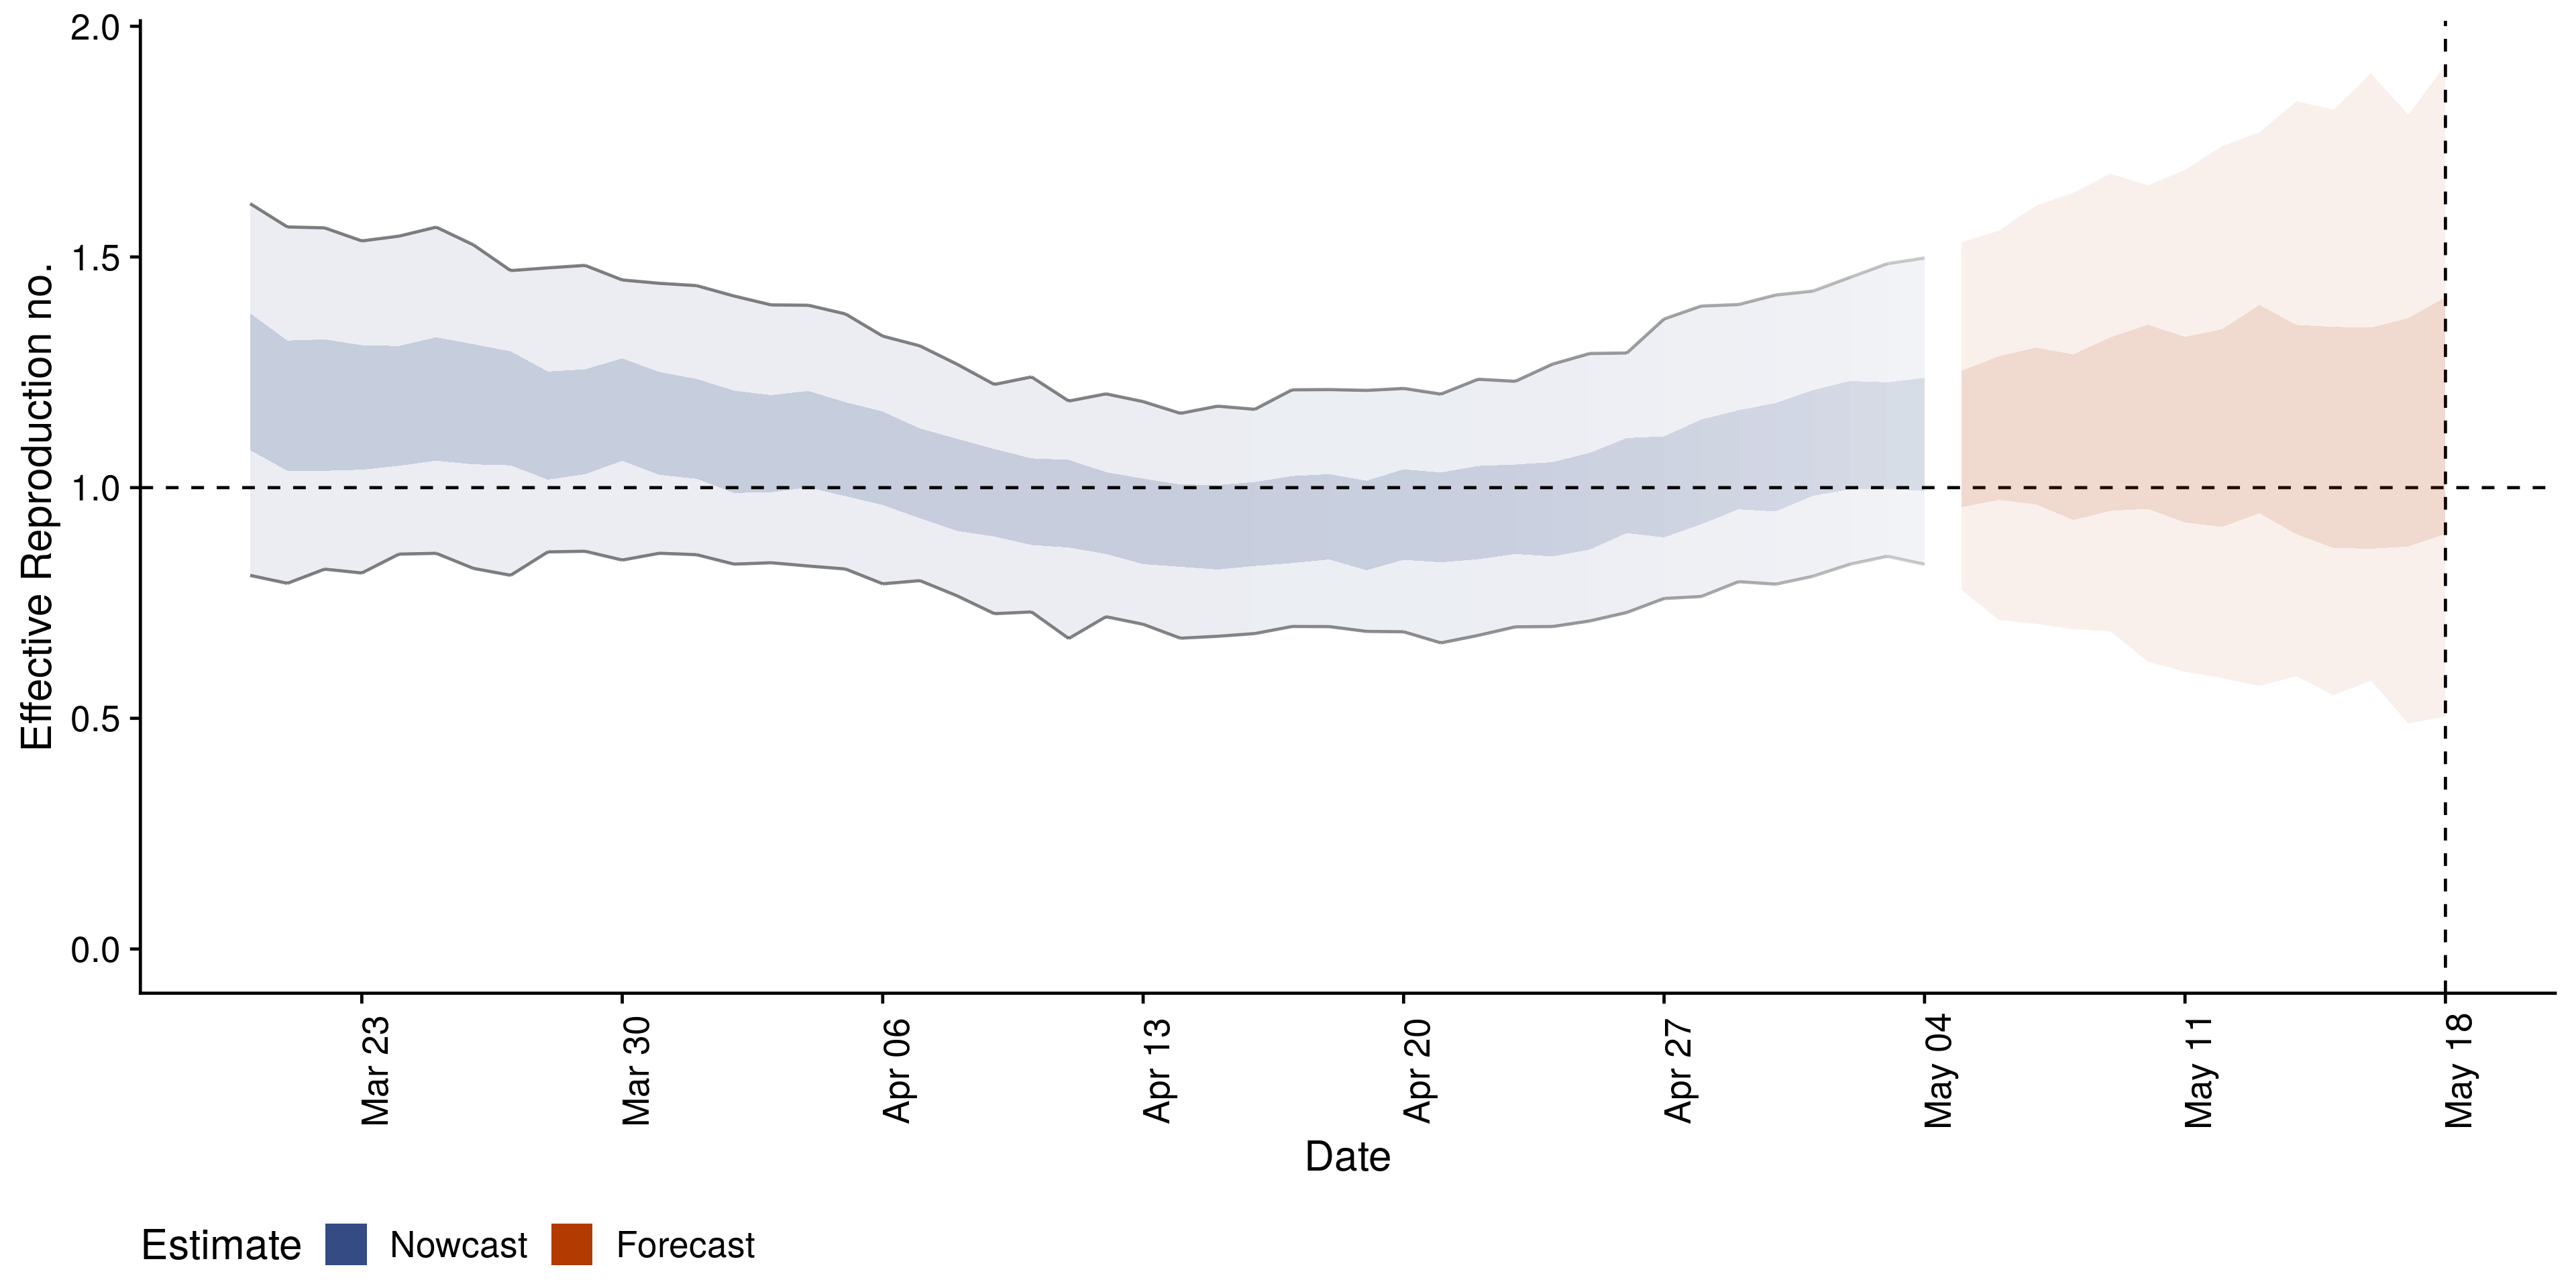 2.0
1.5
1.0
0.5
0.0
Effective Reproduction no.
Mar 23
Mar 30
Apr 06
Apr 13
Apr 20
Apr 27
May 04
May 11
May 18
Date
Estimate Nowcast Forecast